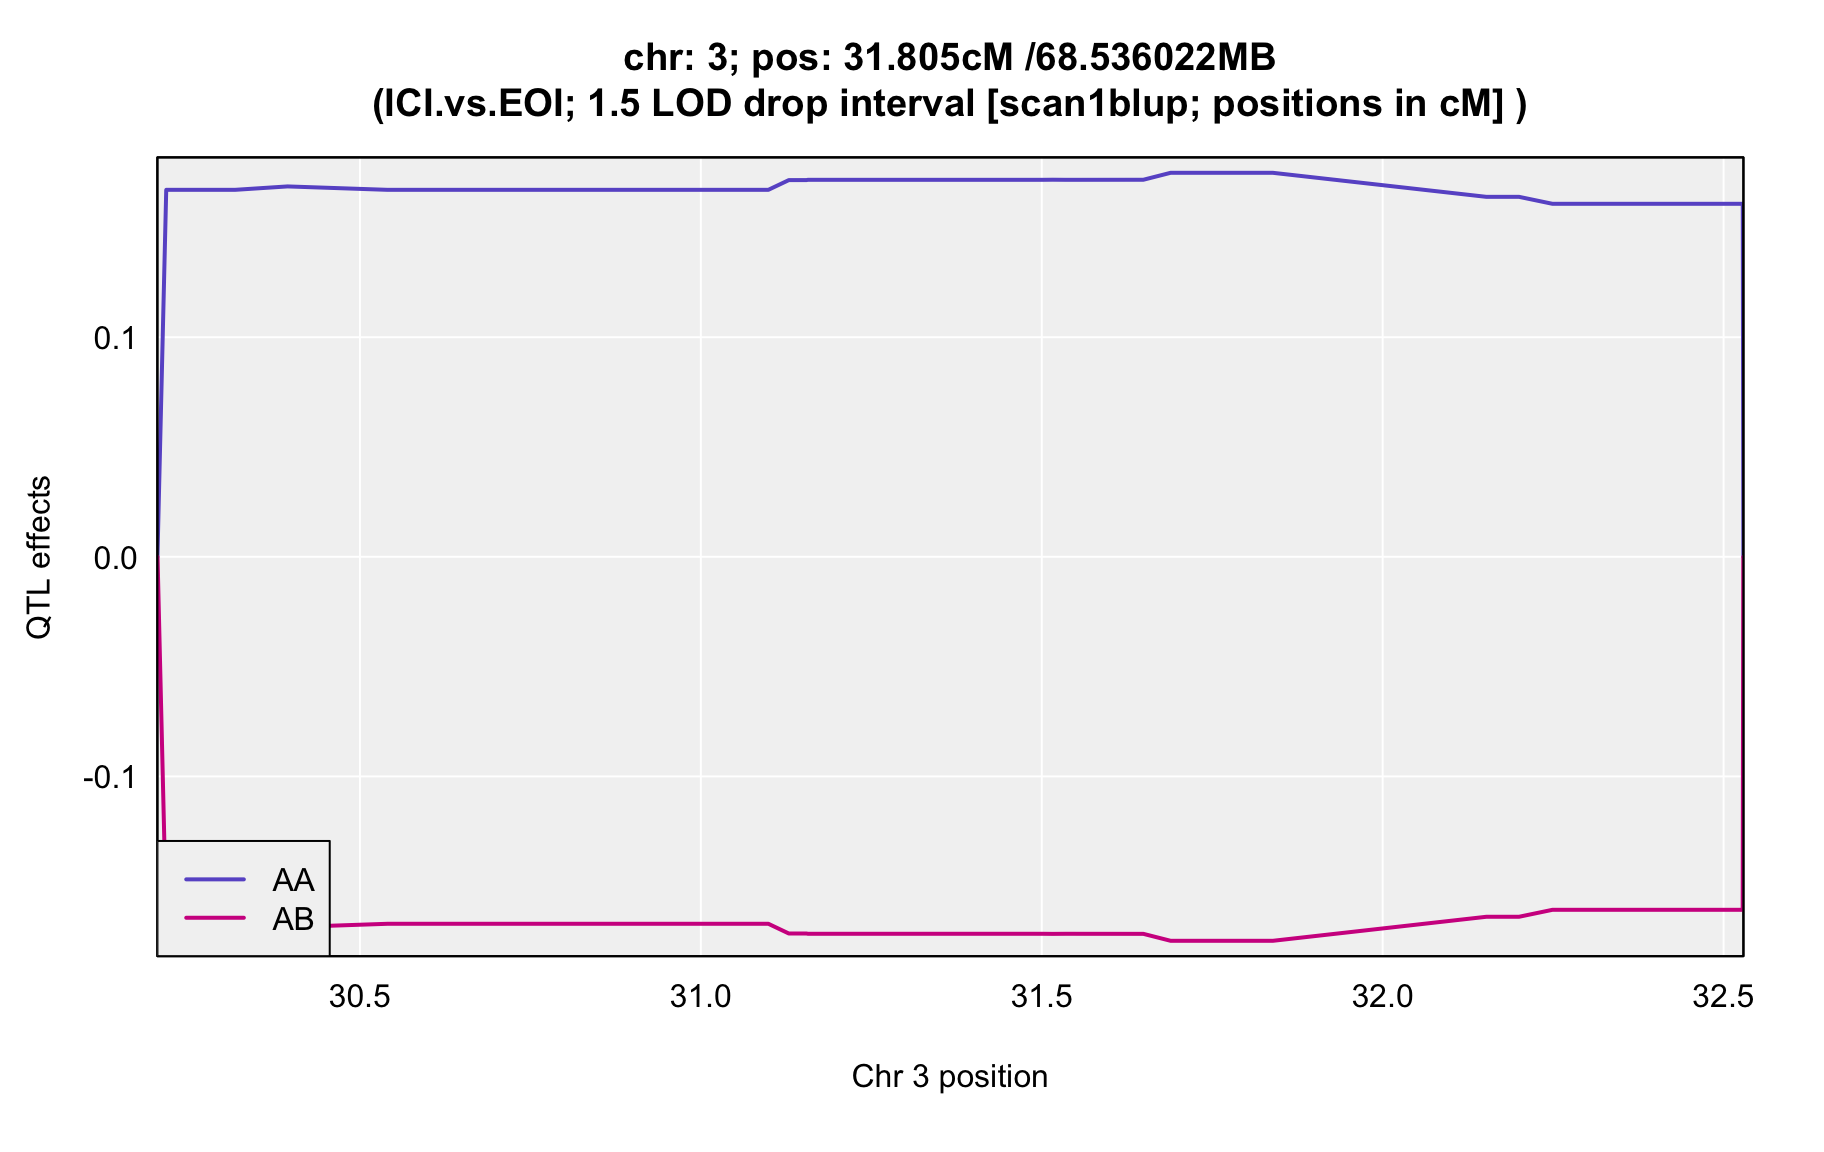 chr: 3; pos: 31.805cM /68.536022MB
(ICI.vs.EOI; 1.5 LOD drop interval [scan1blup; positions in cM] )
QTL effects
0.1
0.0
-0.1
AA
AB
30.5 31.0 31.5 32.0 32.5
Chr 3 position